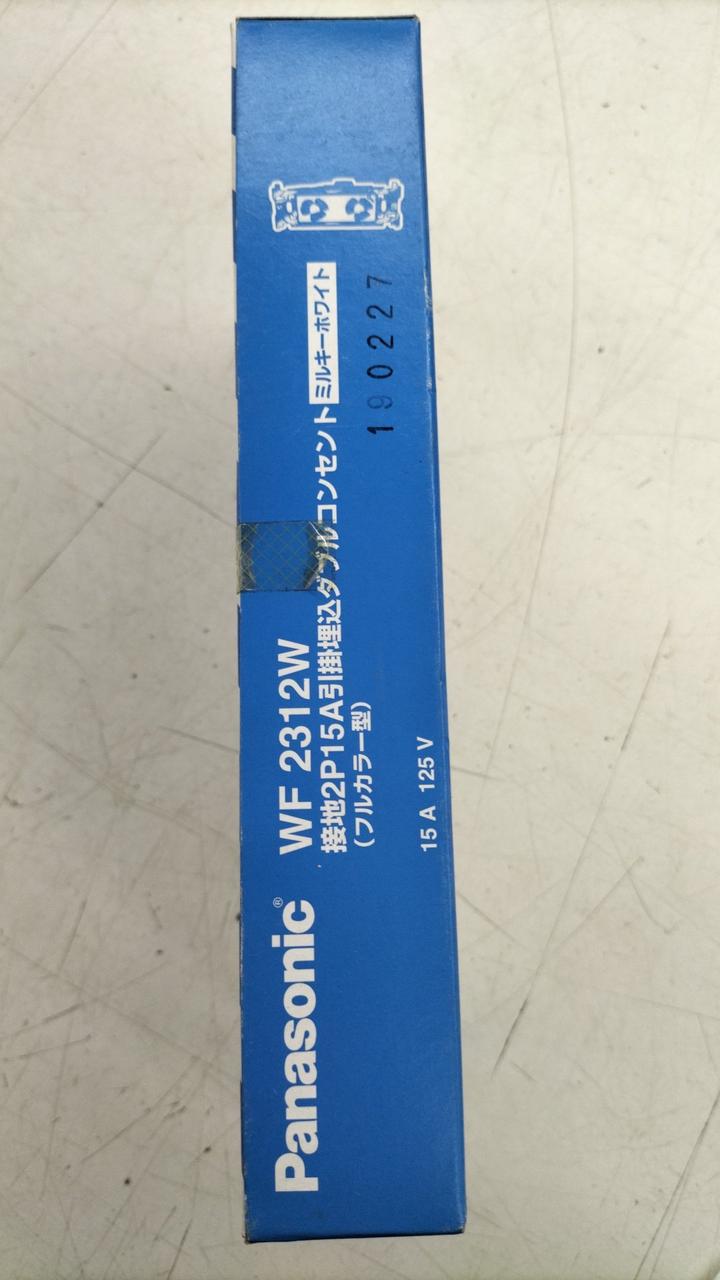 Panasonic®
WF 2312W
接地2P15A引掛埋込ダブルコンセント ミルキーホワイト
(フルカラー型)
15 A 125 V
190227